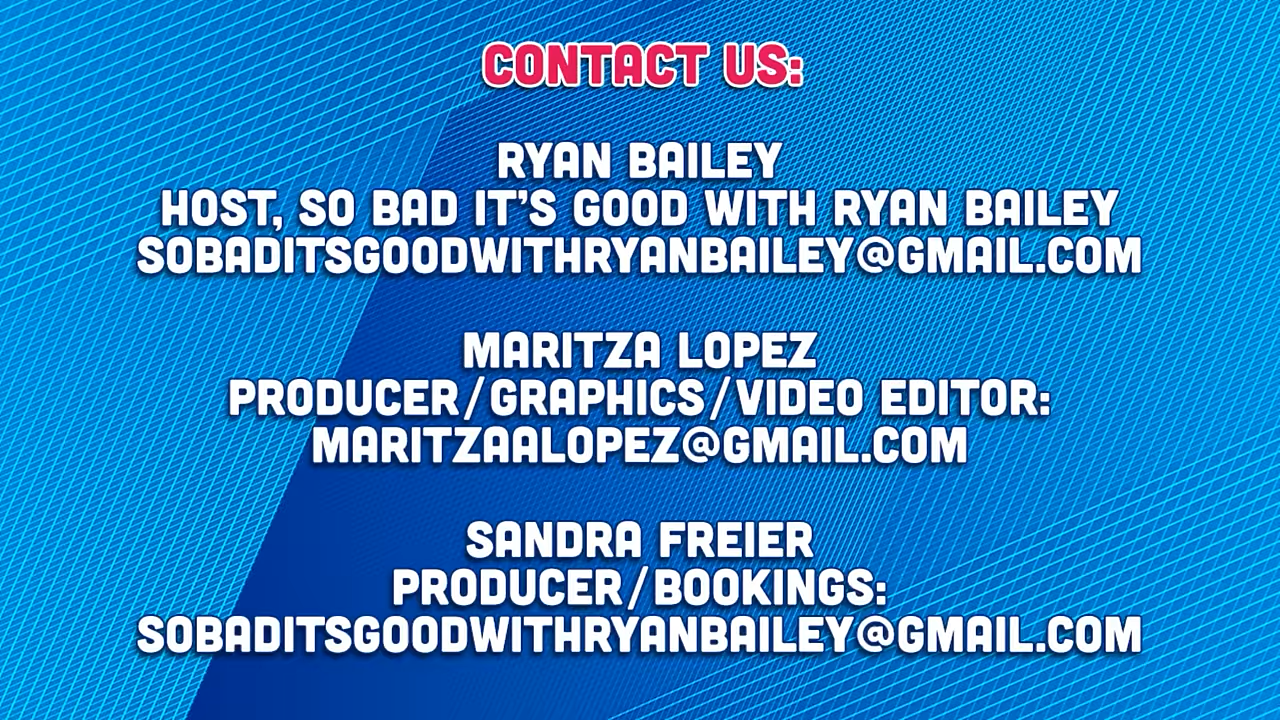 CONTACT US:
RYAN BAILEY
HOST, SO BAD IT'S GOOD WITH RYAN BAILEY
SOBADITSGOODWITHRYANBAILEY@GMAIL.COM
MARITZA LOPEZ
PRODUCER/GRAPHICS/VIDEO EDITOR:
MARITZAALOPEZ@GMAIL.COM
SANDRA FREIER
PRODUCER/BOOKINGS:
SOBADITSGOODWITHRYANBAILEY@GMAIL.COM